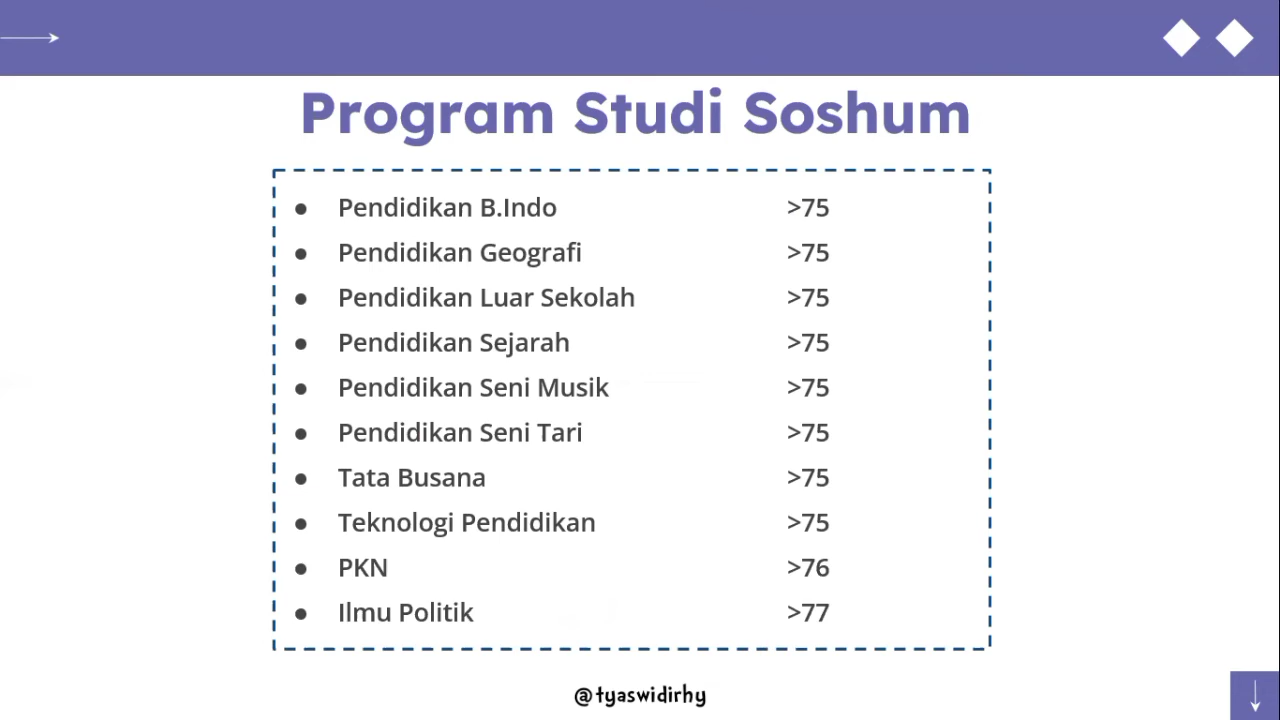 Program Studi Soshum
● Pendidikan B.Indo >75
● Pendidikan Geografi >75
● Pendidikan Luar Sekolah >75
● Pendidikan Sejarah >75
● Pendidikan Seni Musik >75
● Pendidikan Seni Tari >75
● Tata Busana >75
● Teknologi Pendidikan >75
● PKN >76
● Ilmu Politik >77
@tyaswidirhy